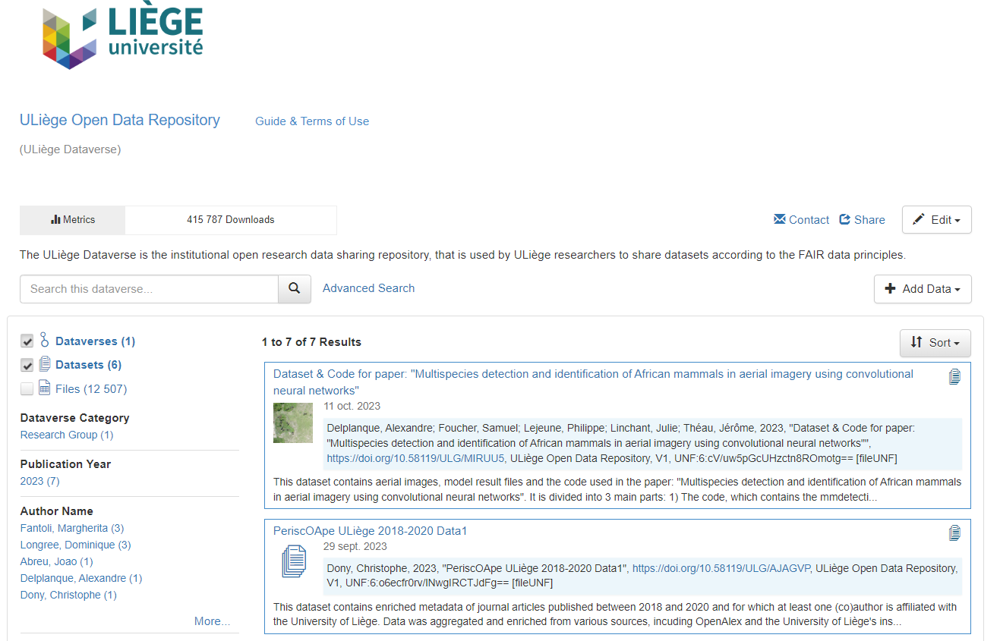 LIÈGE
université
ULiège Open Data Repository
Guide & Terms of Use
(ULiège Dataverse)
Metrics
415 787 Downloads
Contact
Share
Edit
The ULiège Dataverse is the institutional open research data sharing repository, that is used by ULiège researchers to share datasets according to the FAIR data principles.
Search this dataverse...
Advanced Search
Add Data
Dataverses (1)
Datasets (6)
Files (12 507)
Dataverse Category
Research Group (1)
Publication Year
2023 (7)
Author Name
Fantoli, Margherita (3)
Longree, Dominique (3)
Abreu, Joao (1)
Delplanque, Alexandre (1)
Dony, Christophe (1)
More...
1 to 7 of 7 Results
Sort
Dataset & Code for paper: "Multispecies detection and identification of African mammals in aerial imagery using convolutional
neural networks"
11 oct. 2023
Delplanque, Alexandre; Foucher, Samuel; Lejeune, Philippe; Linchant, Julie; Théau, Jérôme, 2023, "Dataset & Code for paper:
"Multispecies detection and identification of African mammals in aerial imagery using convolutional neural networks"",
https://doi.org/10.58119/ULG/MIRUU5, ULiège Open Data Repository, V1, UNF:6:cV/uw5pGcUHzctn8ROmotg== [fileUNF]
This dataset contains aerial images, model result files and the code used in the paper: "Multispecies detection and identification of African mammals
in aerial imagery using convolutional neural networks". It is divided into 3 main parts: 1) The code, which contains the mmdetecti...
PeriscOApe ULiège 2018-2020 Data1
29 sept. 2023
Dony, Christophe, 2023, "PeriscOApe ULiège 2018-2020 Data1", https://doi.org/10.58119/ULG/AJAGVP, ULiège Open Data Repository,
V1, UNF:6:o6ecfr0rv/lNwgIRCTJdFg== [fileUNF]
This dataset contains enriched metadata of journal articles published between 2018 and 2020 and for which at least one (co)author is affiliated with
the University of Liège. Data was aggregated and enriched from various sources, incuding OpenAlex and the University of Liège's ins...